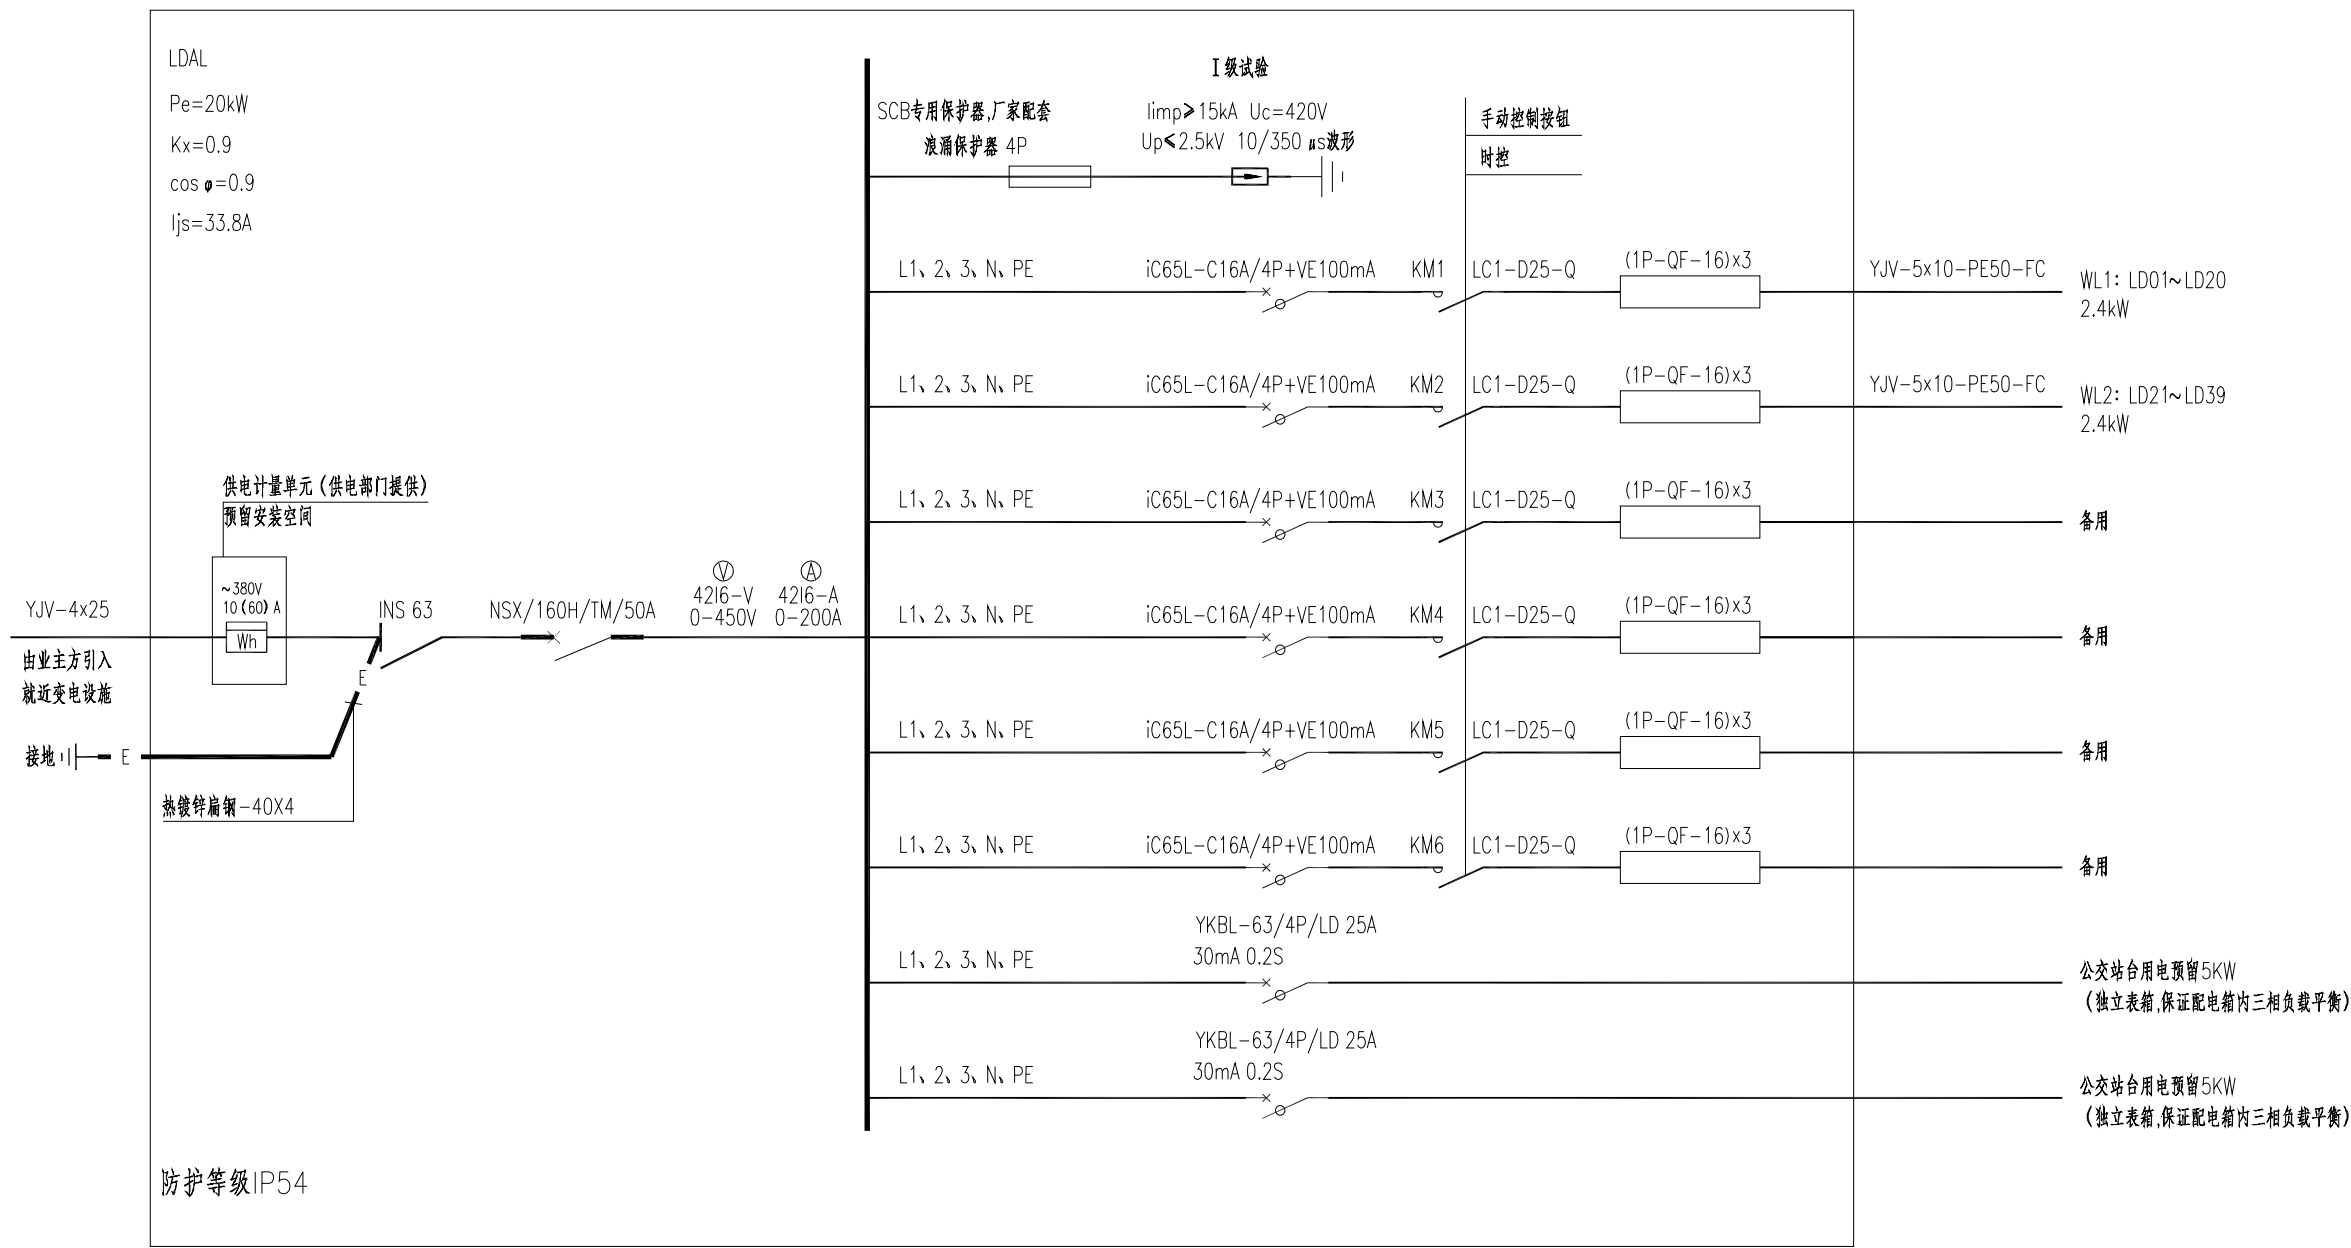 LDAL
Pe=20kW
Kx=0.9
cosφ=0.9
Ijs=33.8A
I级试验
SCB专用保护器,厂家配套
浪涌保护器 4P
Iimp≥15kA Uc=420V
Up≤2.5kV 10/350μs波形
手动控制按钮
时控
L1、2、3、N、PE
iC65L-C16A/4P+VE100mA
KM1
LC1-D25-Q
(1P-QF-16)x3
YJV-5x10-PE50-FC
WL1: LD01~LD20
2.4kW
L1、2、3、N、PE
iC65L-C16A/4P+VE100mA
KM2
LC1-D25-Q
(1P-QF-16)x3
YJV-5x10-PE50-FC
WL2: LD21~LD39
2.4kW
L1、2、3、N、PE
iC65L-C16A/4P+VE100mA
KM3
LC1-D25-Q
(1P-QF-16)x3
备用
供电计量单元（供电部门提供）
预留安装空间
~380V
10(60)A
Wh
YJV-4x25
由业主方引入
就近变电设施
INS 63
NSX/160H/TM/50A
V
42I6-V
0-450V
A
42I6-A
0-200A
E
接地
E
热镀锌扁钢-40X4
L1、2、3、N、PE
iC65L-C16A/4P+VE100mA
KM4
LC1-D25-Q
(1P-QF-16)x3
备用
L1、2、3、N、PE
iC65L-C16A/4P+VE100mA
KM5
LC1-D25-Q
(1P-QF-16)x3
备用
L1、2、3、N、PE
iC65L-C16A/4P+VE100mA
KM6
LC1-D25-Q
(1P-QF-16)x3
备用
L1、2、3、N、PE
YKBL-63/4P/LD 25A
30mA 0.2S
公交站台用电预留5KW
（独立表箱,保证配电箱内三相负载平衡）
L1、2、3、N、PE
YKBL-63/4P/LD 25A
30mA 0.2S
公交站台用电预留5KW
（独立表箱,保证配电箱内三相负载平衡）
防护等级IP54